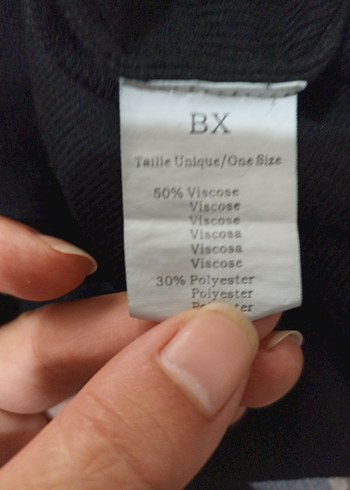 BX
Taille Unique/One Size
50% Viscose
Viscose
Viscose
Viscosa
Viscosa
Viscose
30% Polyester
Polyester